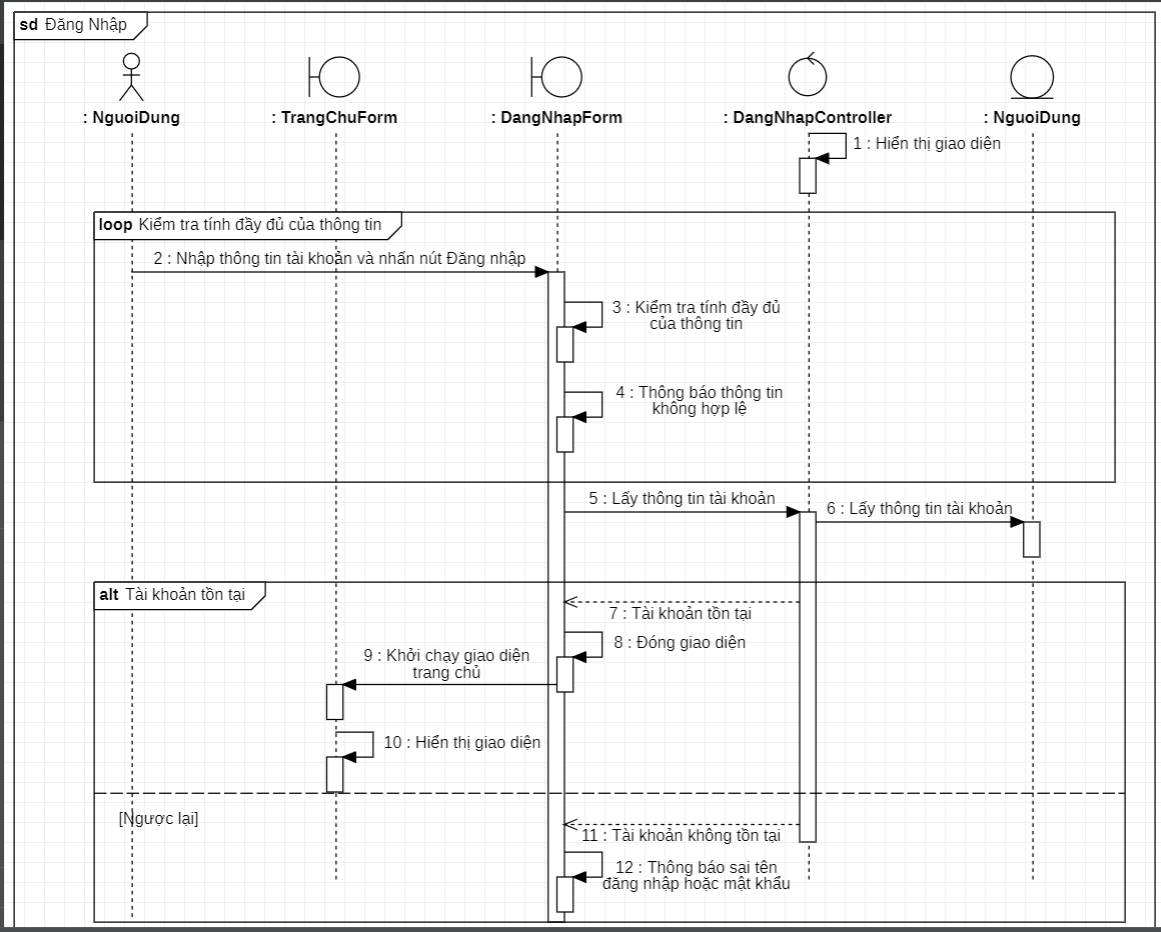 sd Đăng Nhập
: NguoiDung
: TrangChuForm
: DangNhapForm
: DangNhapController
: NguoiDung
1 : Hiển thị giao diện
loop Kiểm tra tính đầy đủ của thông tin
2 : Nhập thông tin tài khoản và nhấn nút Đăng nhập
3 : Kiểm tra tính đầy đủ
của thông tin
4 : Thông báo thông tin
không hợp lệ
5 : Lấy thông tin tài khoản
6 : Lấy thông tin tài khoản
alt Tài khoản tồn tại
7 : Tài khoản tồn tại
8 : Đóng giao diện
9 : Khởi chạy giao diện
trang chủ
10 : Hiển thị giao diện
[Ngược lại]
11 : Tài khoản không tồn tại
12 : Thông báo sai tên
đăng nhập hoặc mật khẩu